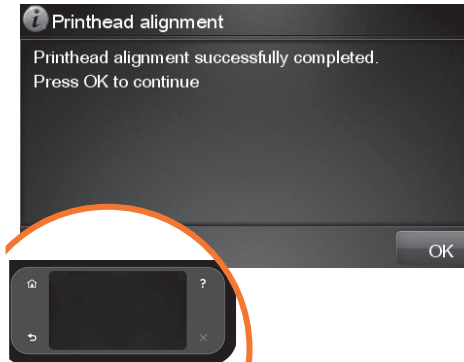 Printhead alignment
Printhead alignment successfully completed.
Press OK to continue
OK
?